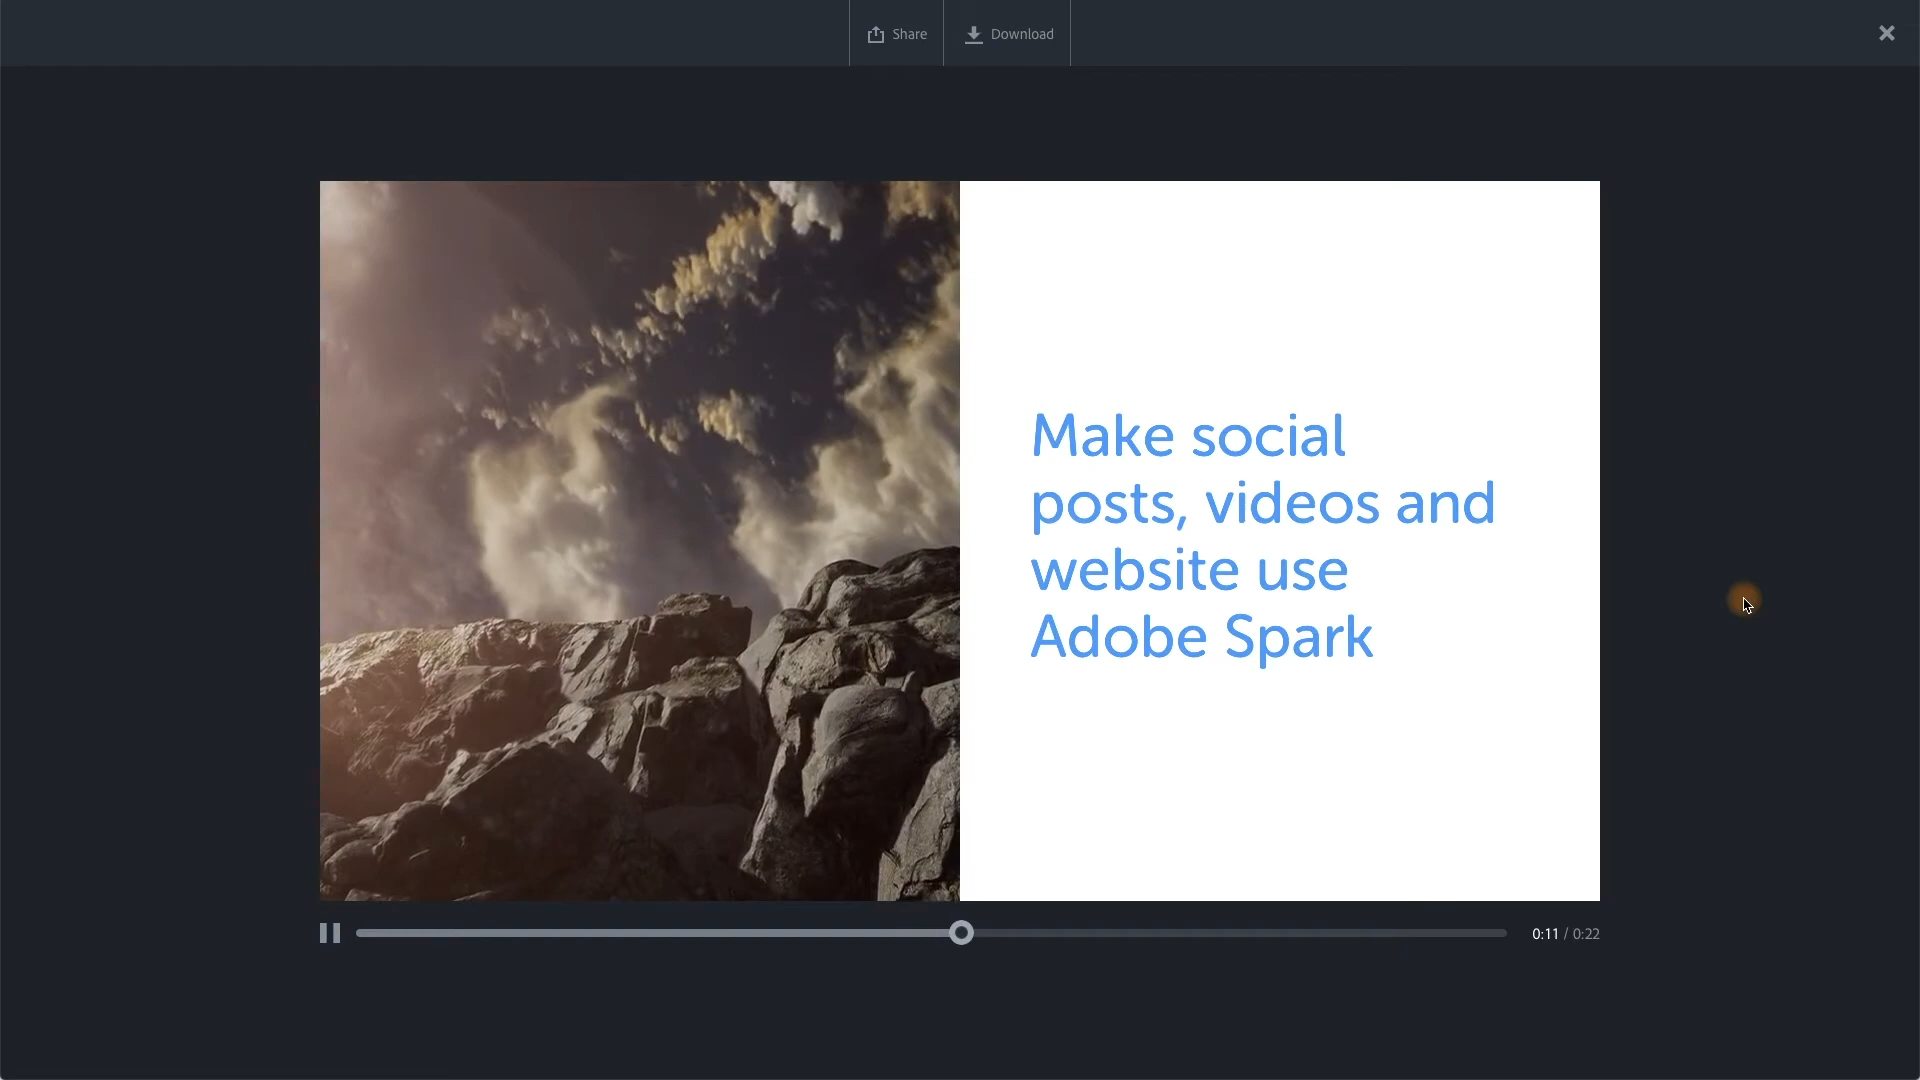 Share
Download
Make social
posts, videos and
website use
Adobe Spark
0:11 / 0:22